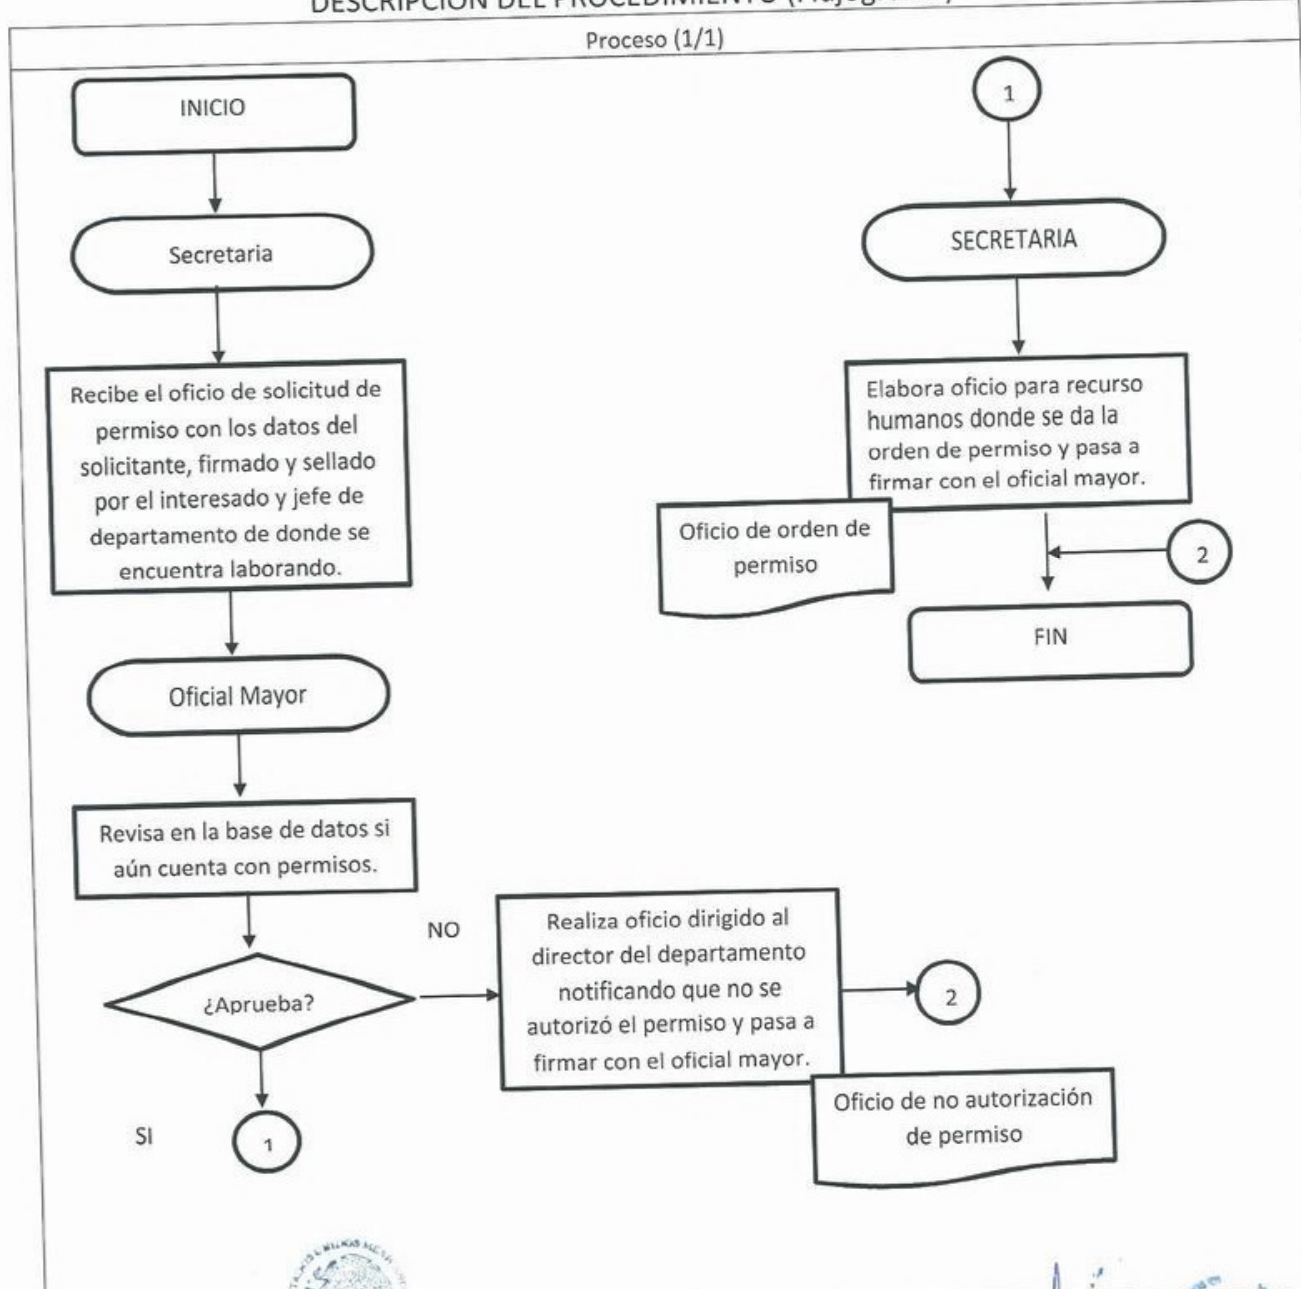 DESCRIPCIÓN DEL PROCEDIMIENTO
Proceso (1/1)
INICIO
Secretaria
Recibe el oficio de solicitud de
permiso con los datos del
solicitante, firmado y sellado
por el interesado y jefe de
departamento de donde se
encuentra laborando.
Oficial Mayor
Revisa en la base de datos si
aún cuenta con permisos.
¿Aprueba?
NO
SI
1
Realiza oficio dirigido al
director del departamento
notificando que no se
autorizó el permiso y pasa a
firmar con el oficial mayor.
2
Oficio de no autorización
de permiso
1
SECRETARIA
Elabora oficio para recurso
humanos donde se da la
orden de permiso y pasa a
firmar con el oficial mayor.
Oficio de orden de
permiso
2
FIN